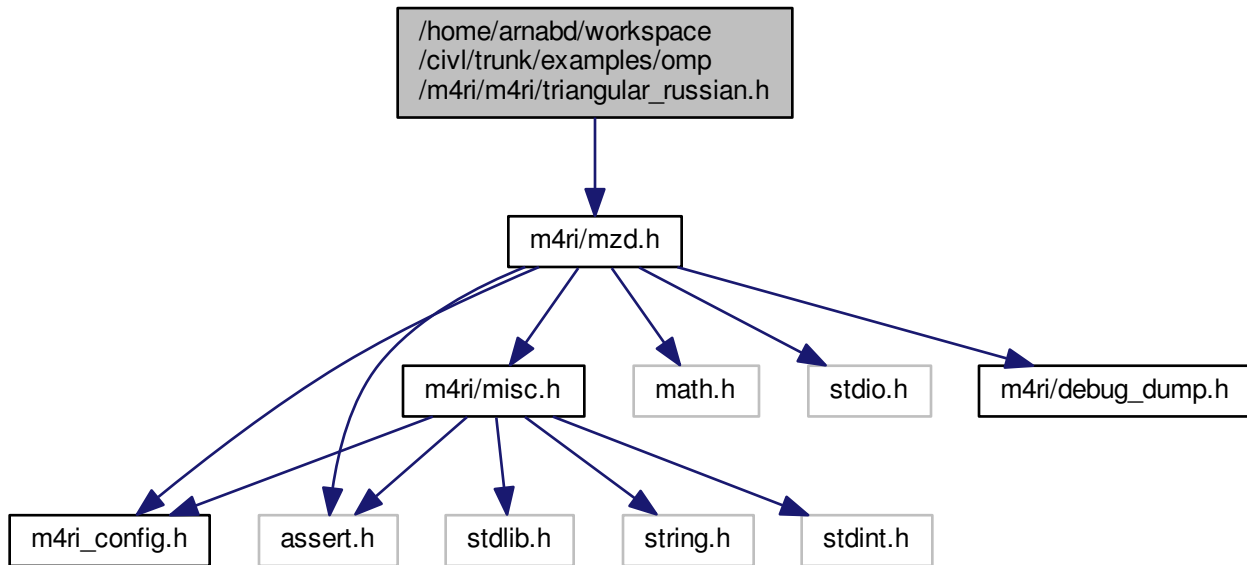 /home/arnabd/workspace
/civl/trunk/examples/omp
/m4ri/m4ri/triangular_russian.h
m4ri/mzd.h
m4ri/misc.h
math.h
stdio.h
m4ri/debug_dump.h
m4ri_config.h
assert.h
stdlib.h
string.h
stdint.h